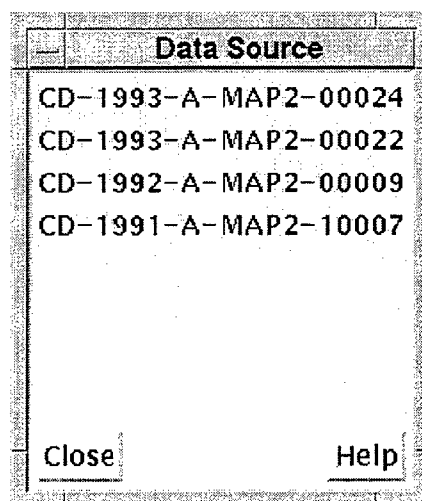 Data Source
CD-1993-A-MAP2-00024
CD-1993-A-MAP2-00022
CD-1992-A-MAP2-00009
CD-1991-A-MAP2-10007
Close Help